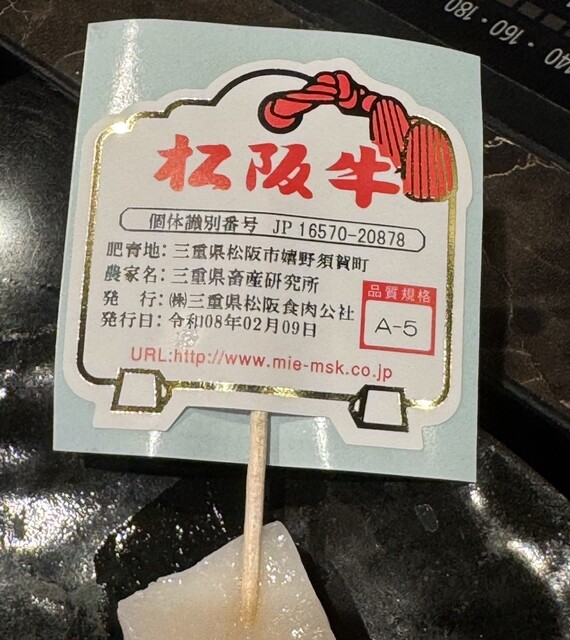 180・160・140
松阪牛
個体識別番号 JP 16570-20878
肥育地：三重県松阪市嬉野須賀町
農家名：三重県畜産研究所
発　行：㈱三重県松阪食肉公社
発行日：令和08年02月09日
品質規格
A-5
URL:http://www.mie-msk.co.jp